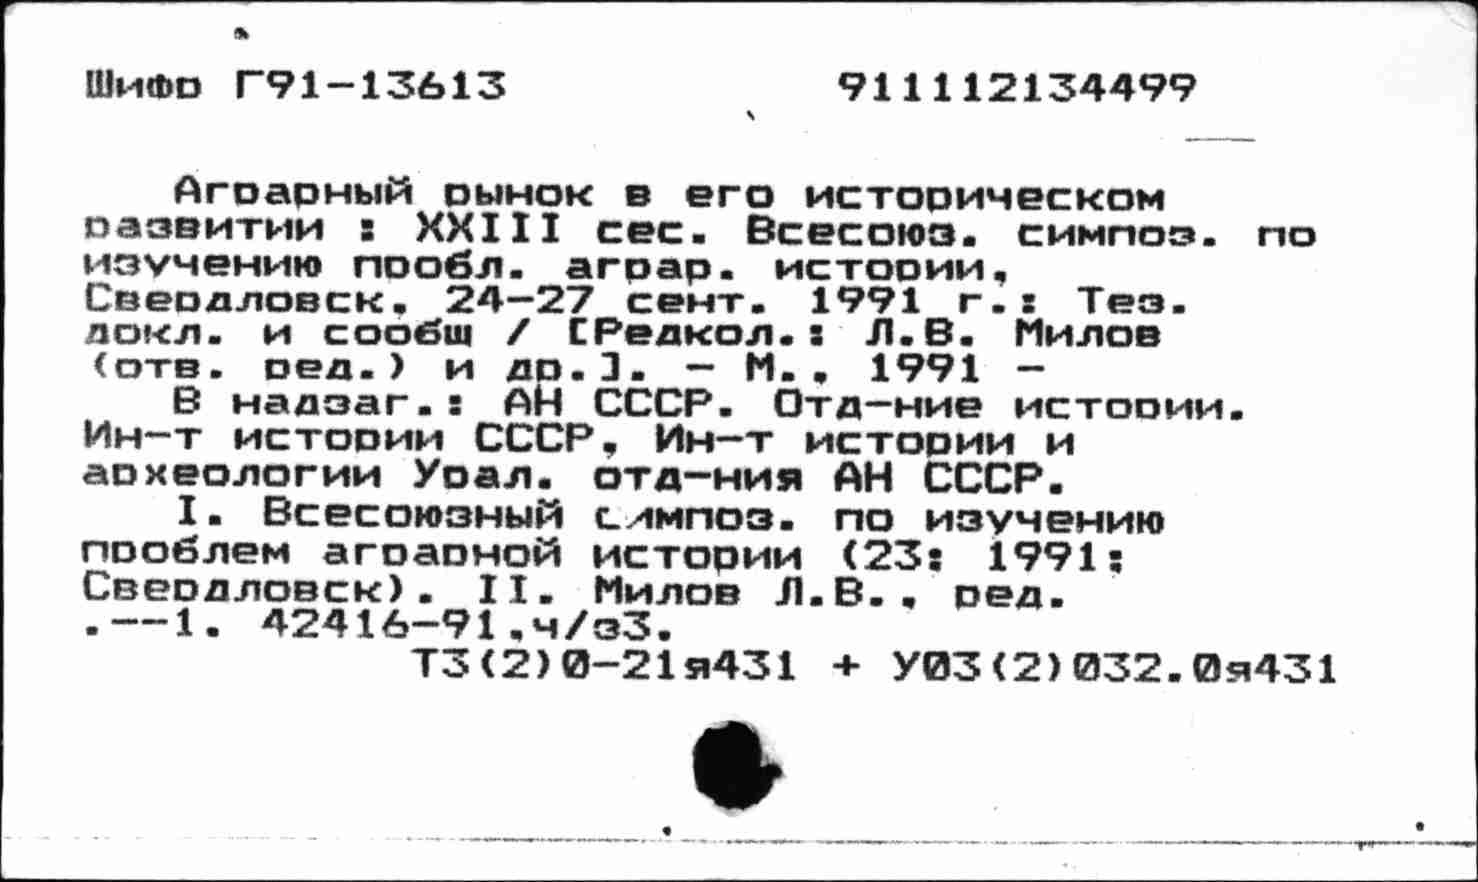 Шифр Г91-13613 911112134499
Аграрный рынок в его историческом
развитии : XXIII сес. Всесоюз. симпоз. по
изучению пробл. аграр. истории,
Свердловск, 24-27 сент. 1991 г.: Тез.
докл. и сообщ / [Редкол.: Л.В. Милов
(отв. ред.) и др.]. - М., 1991 -
В надзаг.: АН СССР. Отд-ние истории.
Ин-т истории СССР, Ин-т истории и
археологии Урал. отд-ния АН СССР.
I. Всесоюзный симпоз. по изучению
проблем аграрной истории (23; 1991;
Свердловск). II. Милов Л.В., ред.
.--1. 42416-91.ч/з3.
Т3(2)0-21я431 + У03(2)032.0я431